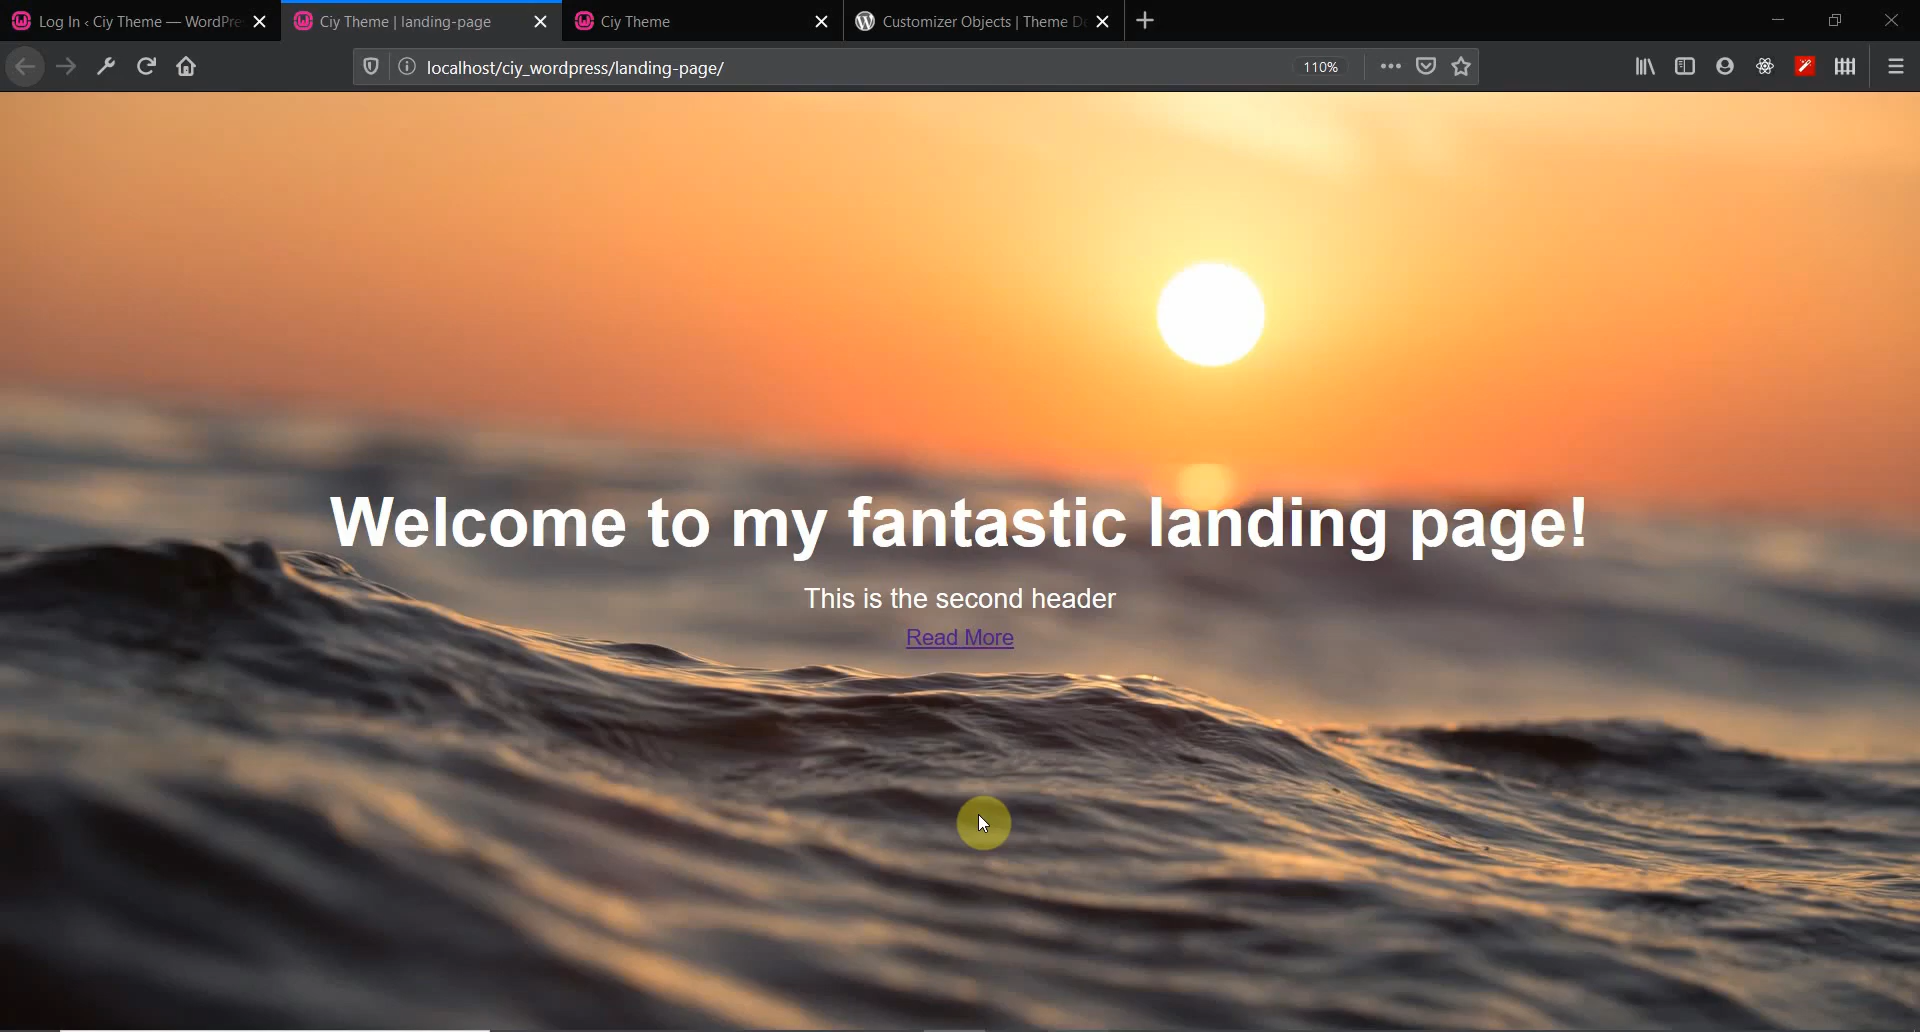 Log In ‹ Ciy Theme — WordPre
Ciy Theme | landing-page
Ciy Theme
Customizer Objects | Theme De
localhost/ciy_wordpress/landing-page/
110%
Welcome to my fantastic landing page!
This is the second header
Read More